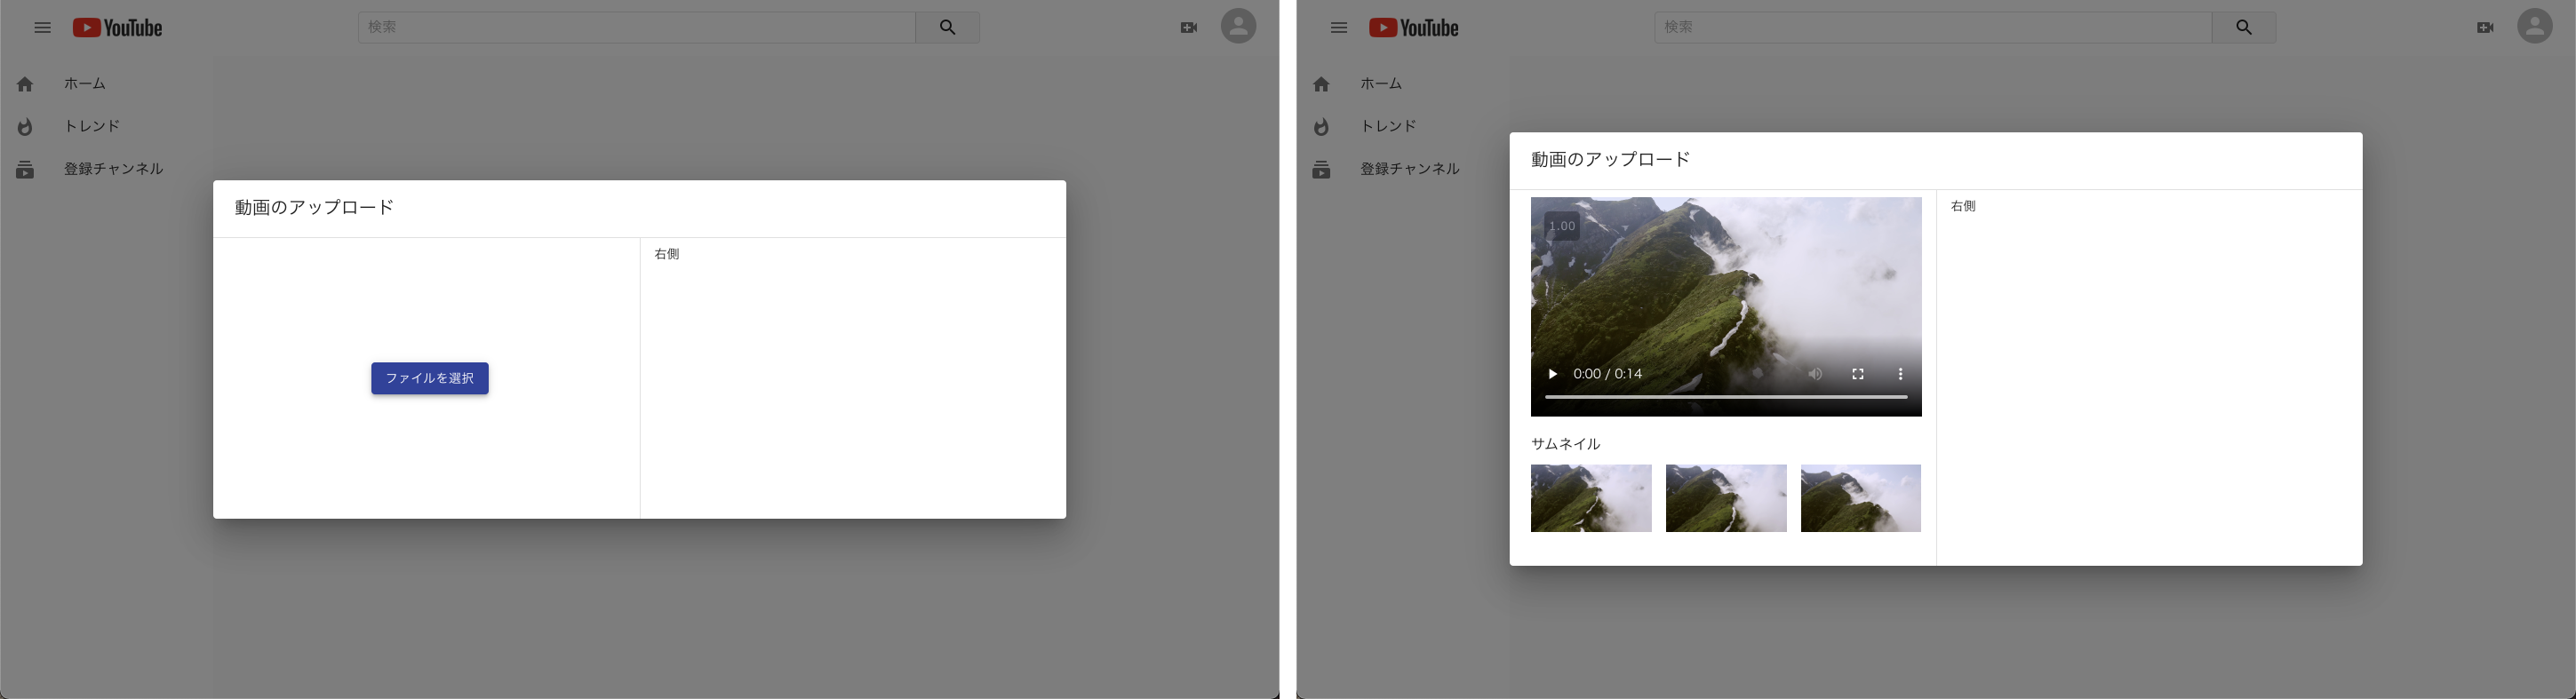 YouTube
検索
ホーム
トレンド
登録チャンネル
動画のアップロード
右側
ファイルを選択
YouTube
検索
ホーム
トレンド
登録チャンネル
動画のアップロード
1.00
右側
0:00 / 0:14
サムネイル